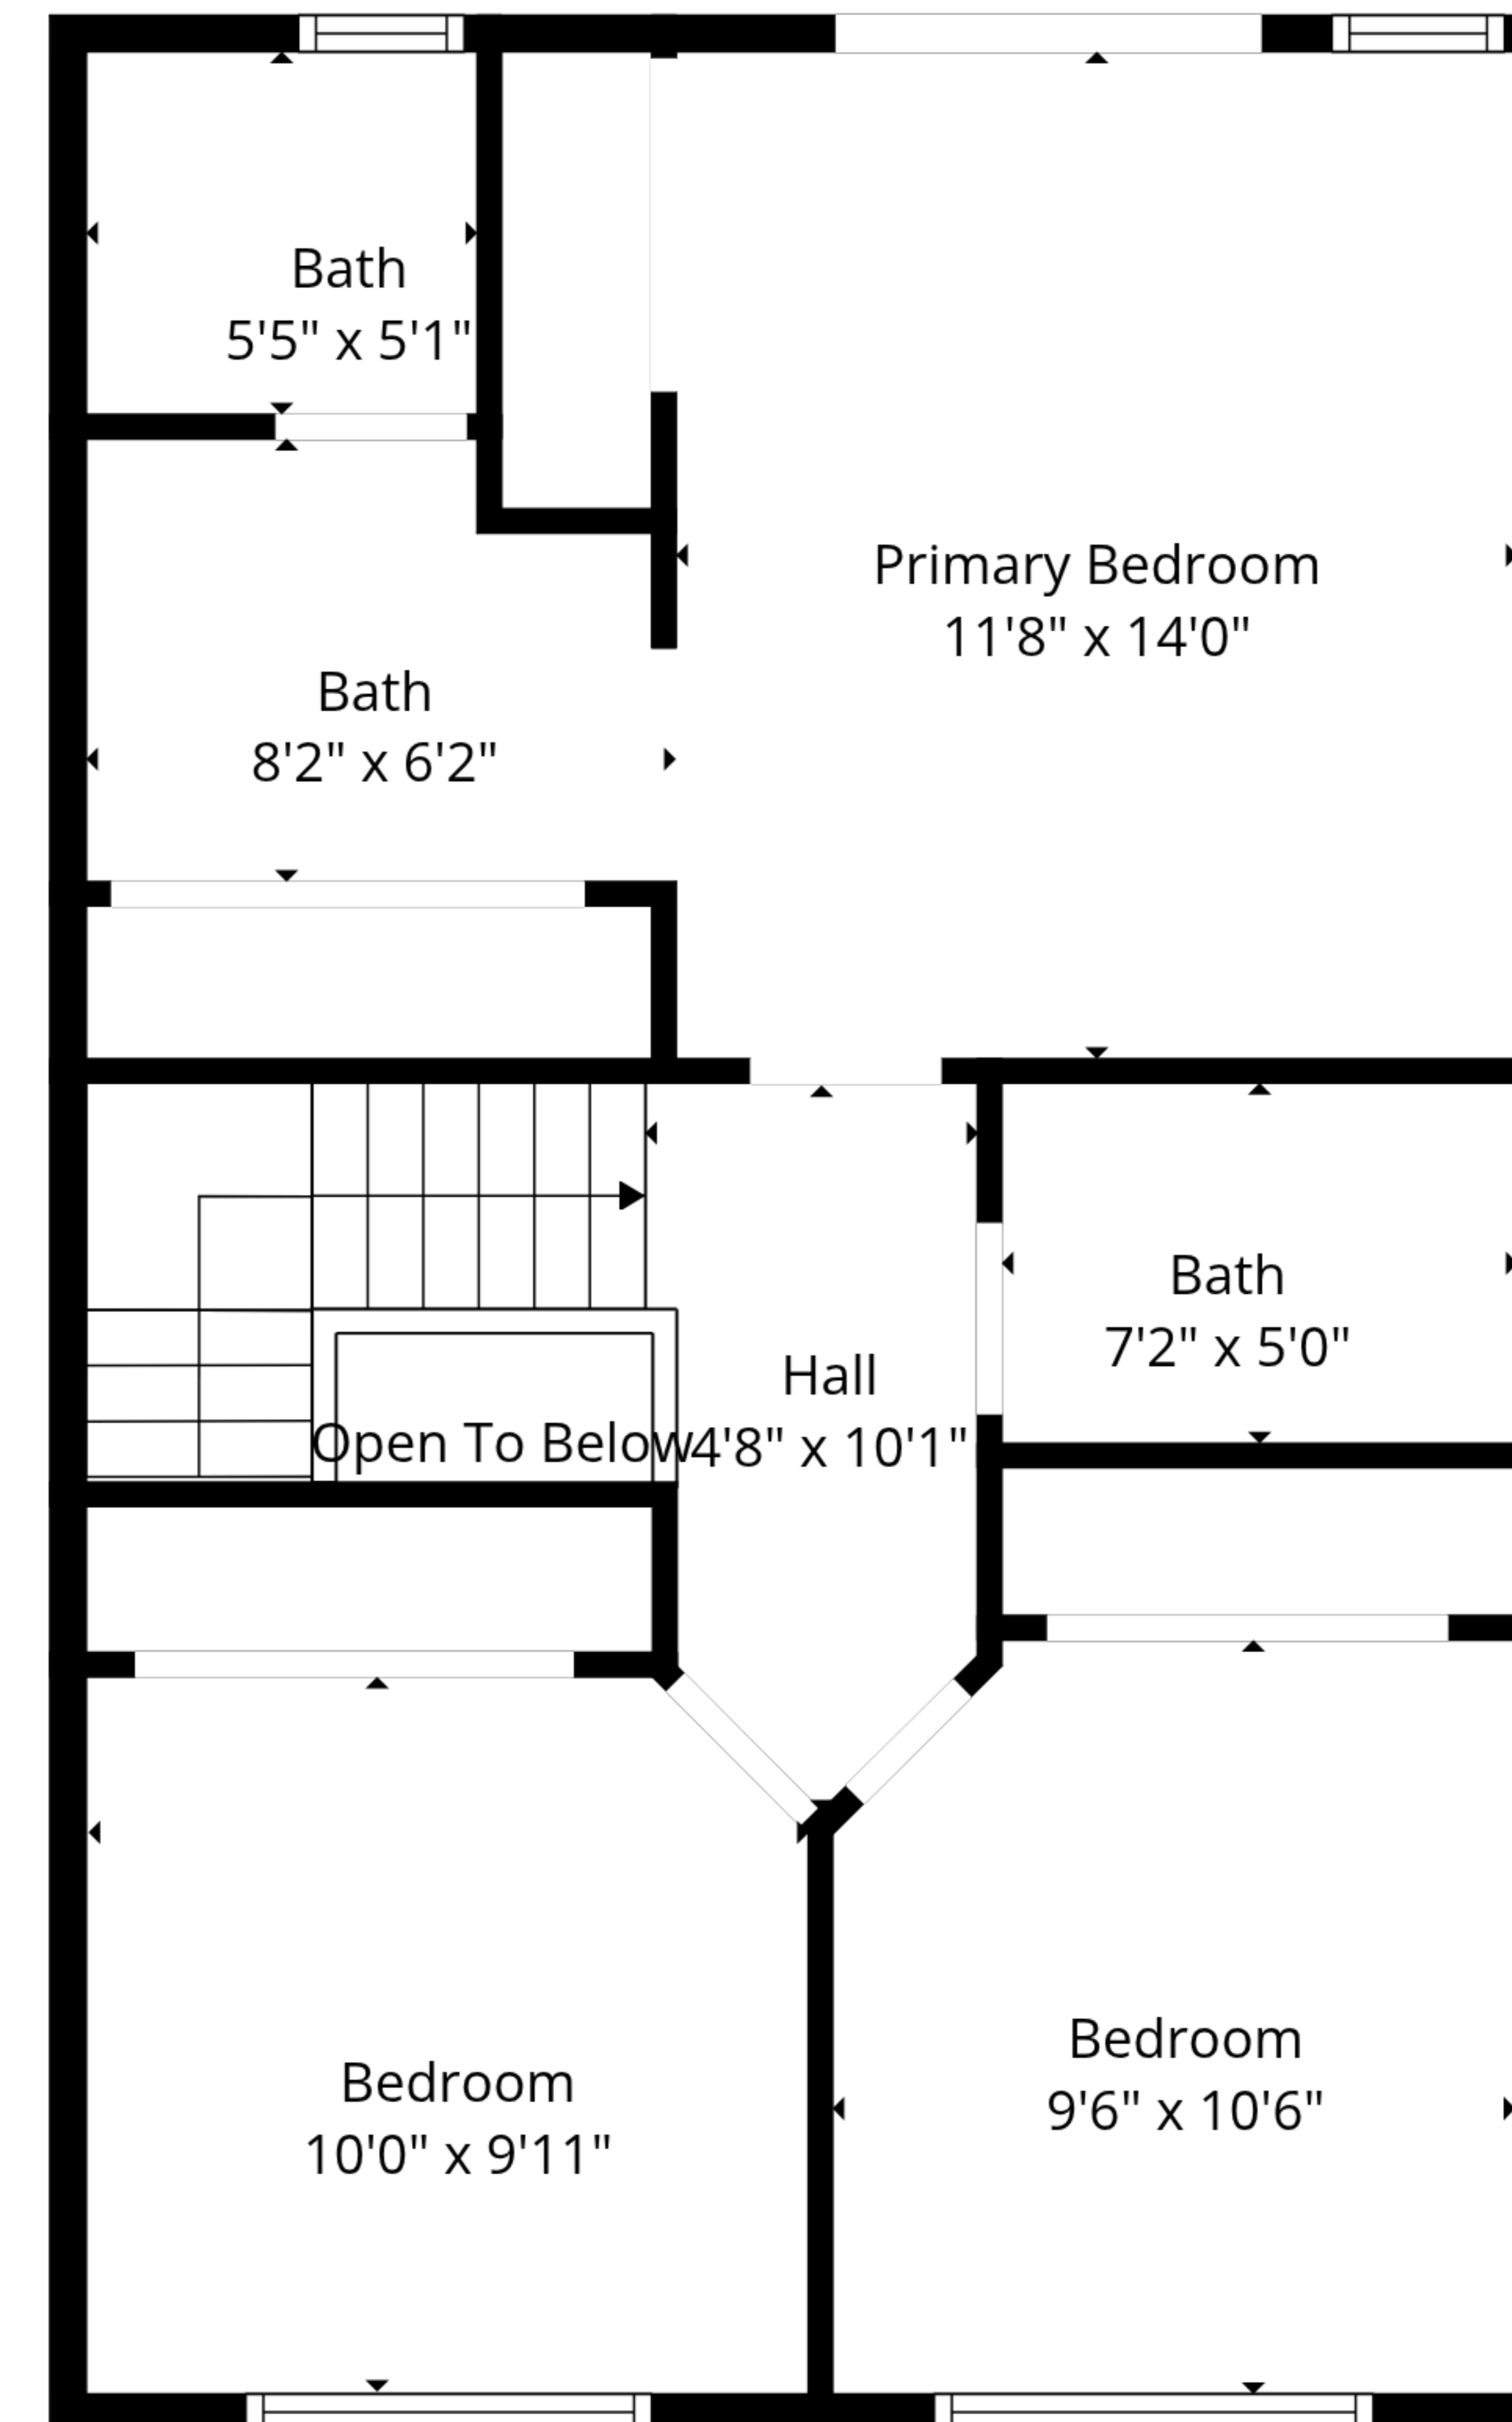 Bath
5'5" x 5'1"
Primary Bedroom
11'8" x 14'0"
Bath
8'2" x 6'2"
Bath
7'2" x 5'0"
Hall
4'8" x 10'1"
Open To Below
Bedroom
9'6" x 10'6"
Bedroom
10'0" x 9'11"